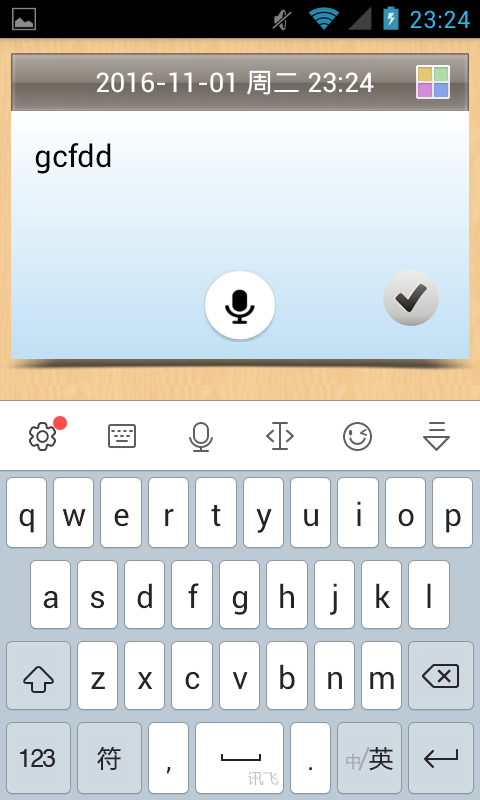 23:24
2016-11-01 周二 23:24
gcfdd
q w e r t y u i o p
a s d f g h j k l
z x c v b n m
123 符 , 讯飞 . 中/英